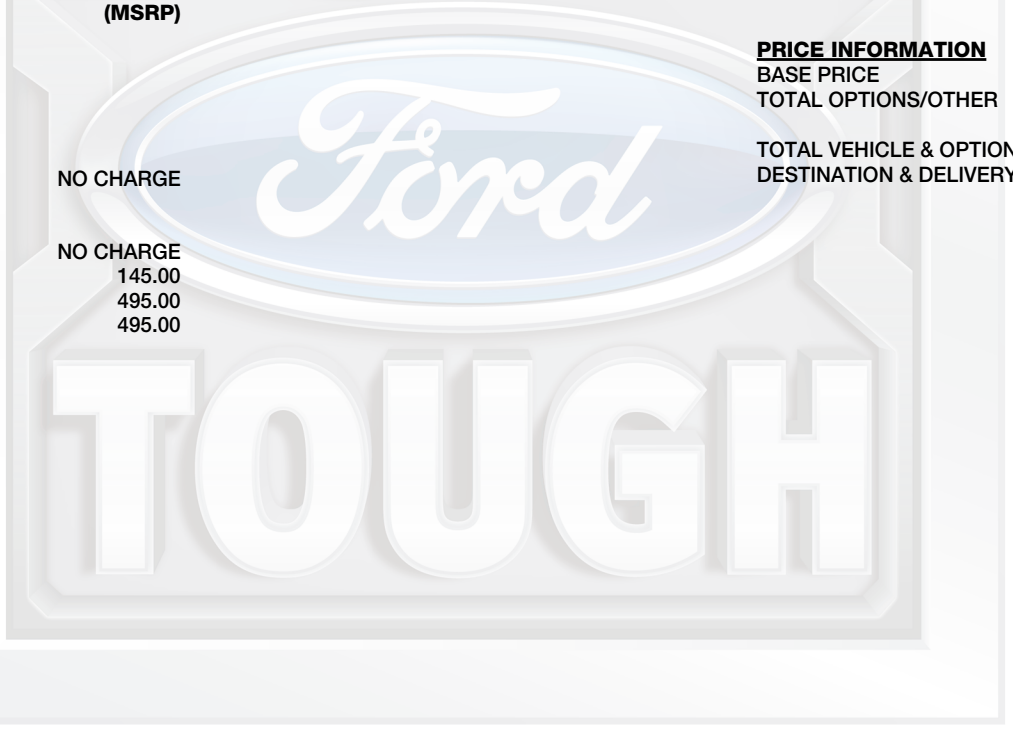 (MSRP)
NO CHARGE
NO CHARGE
145.00
495.00
495.00
PRICE INFORMATION
BASE PRICE
TOTAL OPTIONS/OTHER
TOTAL VEHICLE & OPTION
DESTINATION & DELIVERY
Ford
TOUGH